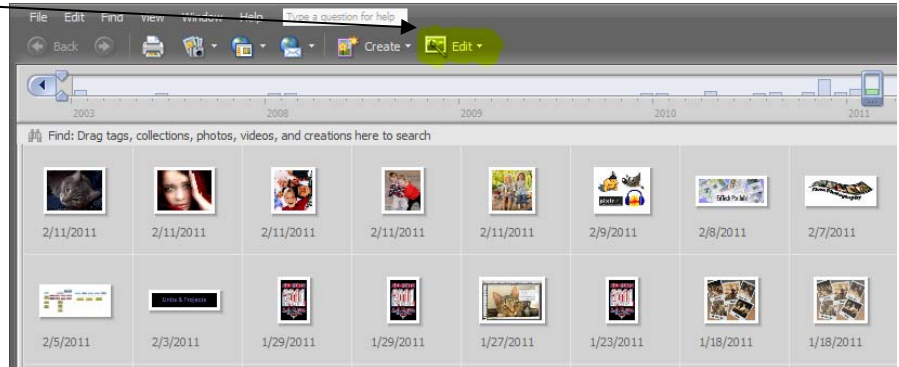 File Edit Find View Window Help Type a question for help
Back Create Edit
2003 2008 2009 2010 2011
Find: Drag tags, collections, photos, videos, and creations here to search
2/11/2011 2/11/2011 2/11/2011 2/11/2011 2/11/2011 2/9/2011 2/8/2011 2/7/2011
Units & Projects
2/5/2011 2/3/2011 1/29/2011 1/29/2011 1/27/2011 1/23/2011 1/18/2011 1/18/2011